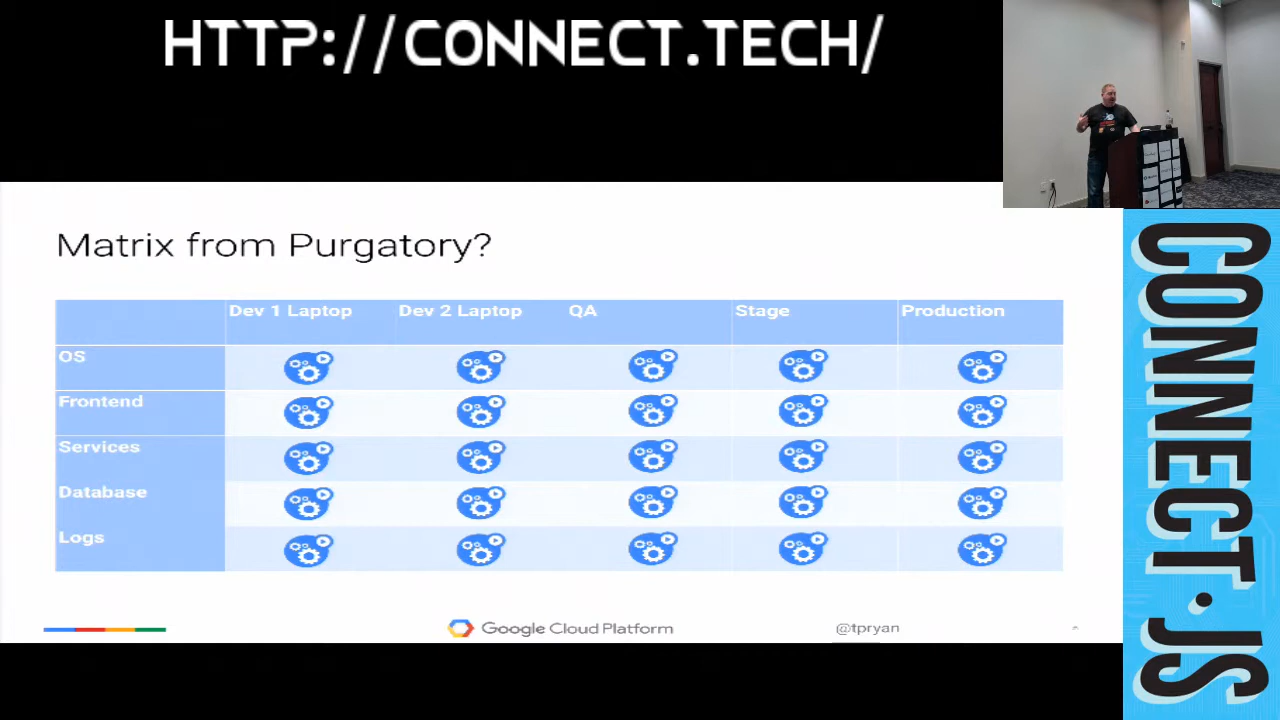 HTTP://CONNECT.TECH/
Matrix from Purgatory?
Dev 1 Laptop Dev 2 Laptop QA Stage Production
OS
Frontend
Services
Database
Logs
Google Cloud Platform
@tpryan
CONNECT.JS